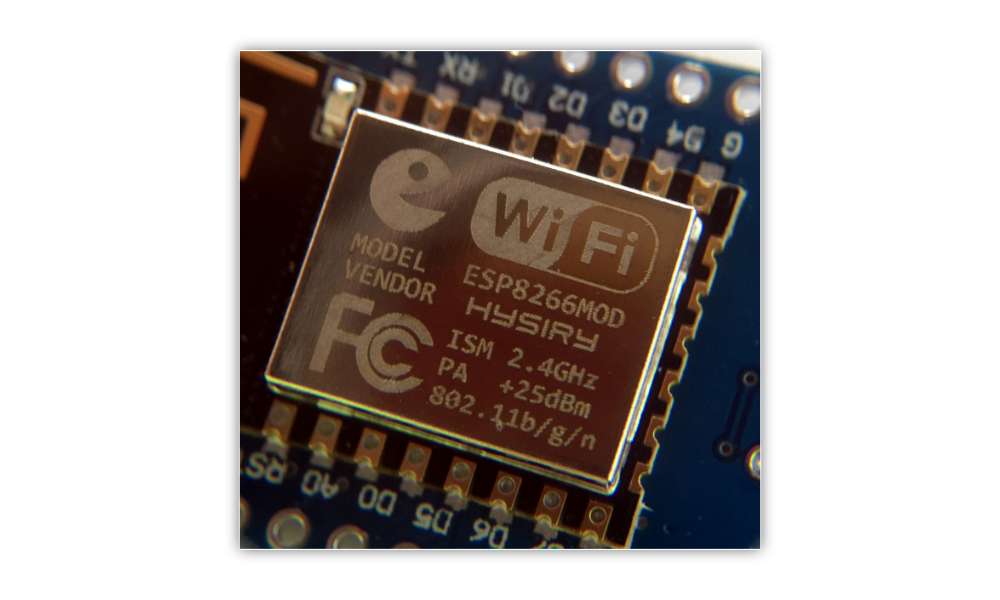 TX RX D1 D2 D3 D4 G
WiFi
MODEL
VENDOR
ESP8266MOD
HYSIRY
FC
ISM 2.4GHz
PA +25dBm
802.11b/g/n
RST A0 D0 D5 D6